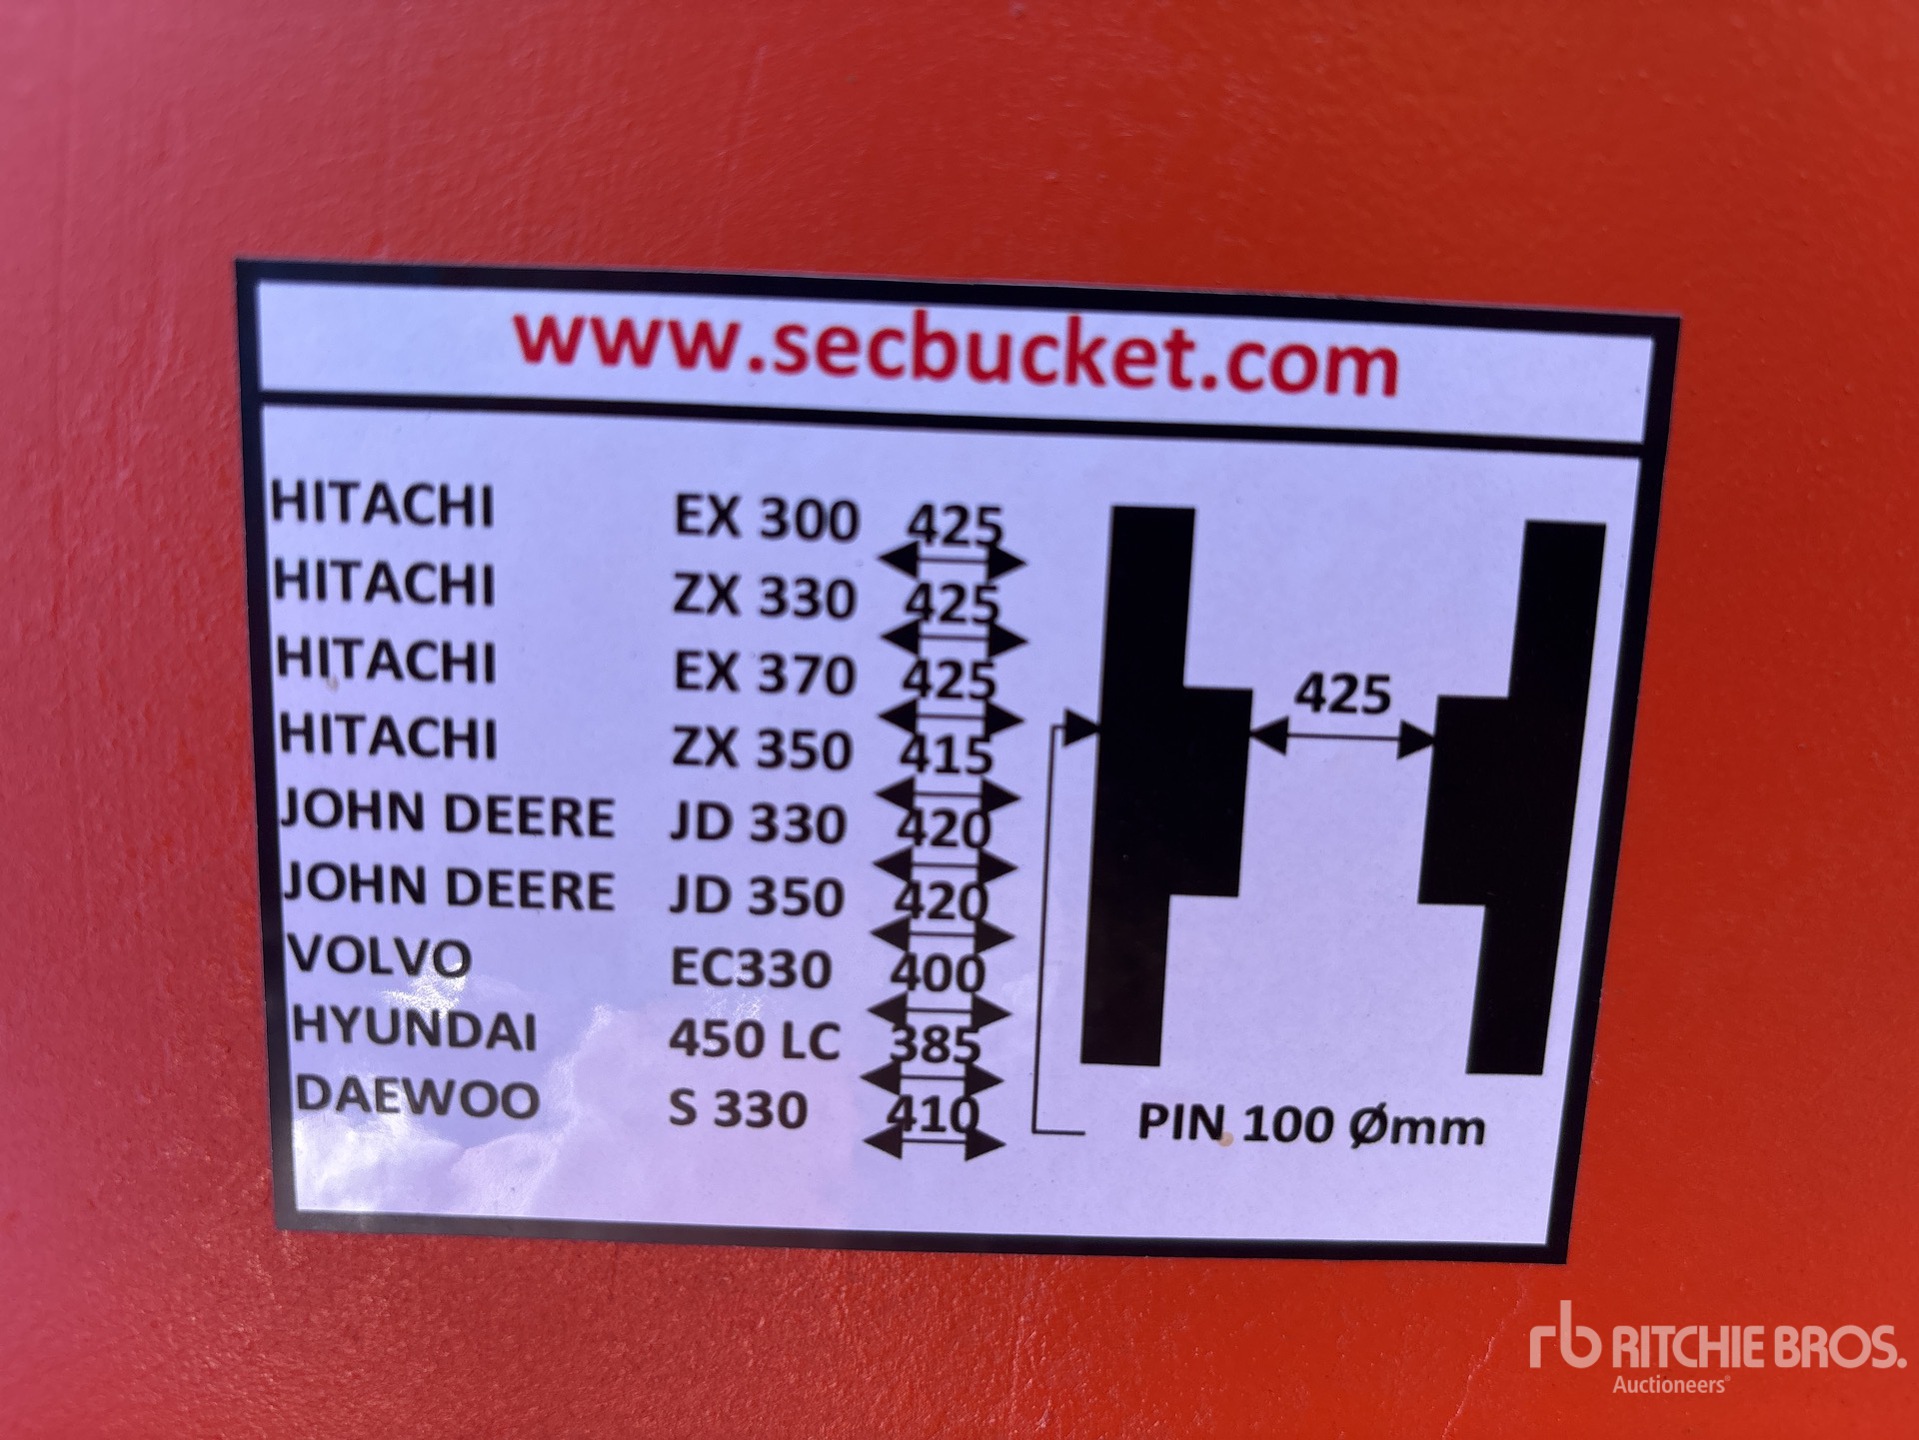 www.secbucket.com
HITACHI EX 300 425
HITACHI ZX 330 425
HITACHI EX 370 425
HITACHI ZX 350 415
JOHN DEERE JD 330 420
JOHN DEERE JD 350 420
VOLVO EC330 400
HYUNDAI 450 LC 385
DAEWOO S 330 410
425
PIN 100 Ømm
rb RITCHIE BROS.
Auctioneers®